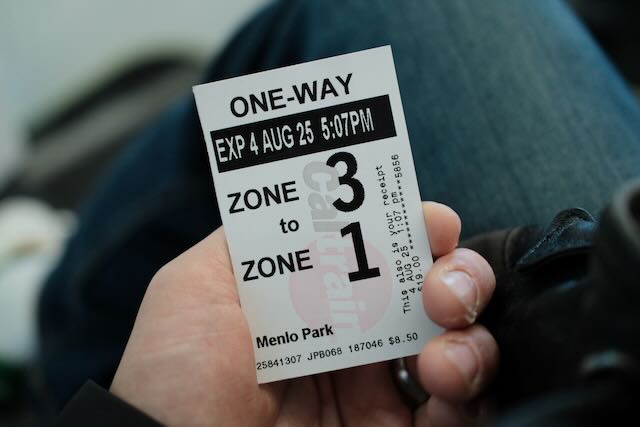 ONE-WAY
EXP 4 AUG 25 5:07PM
ZONE 3
to
ZONE 1
caltrain
Menlo Park
25841307 JPB068 187046 $8.50
This also is your receipt
4 AUG 25 1:07 pm ***********5856